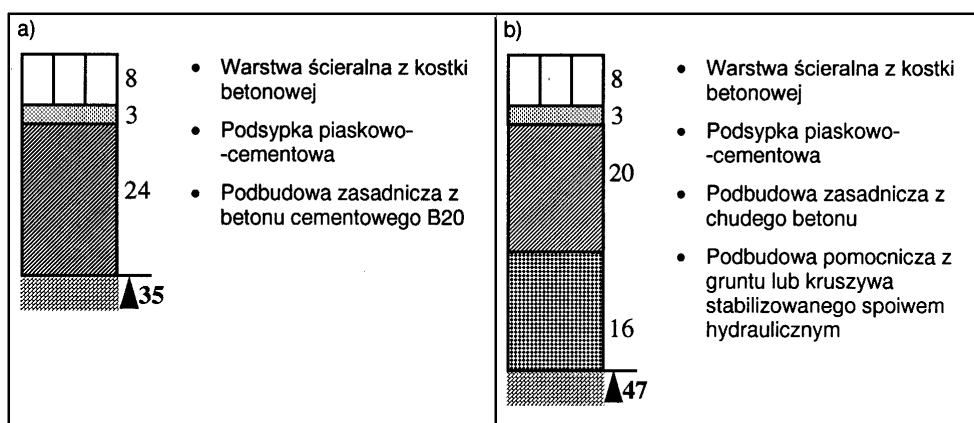 a)
8
3
24
35
• Warstwa ścieralna z kostki
betonowej
• Podsypka piaskowo-
-cementowa
• Podbudowa zasadnicza z
betonu cementowego B20
b)
8
3
20
16
47
• Warstwa ścieralna z kostki
betonowej
• Podsypka piaskowo-
-cementowa
• Podbudowa zasadnicza z
chudego betonu
• Podbudowa pomocnicza z
gruntu lub kruszywa
stabilizowanego spoiwem
hydraulicznym